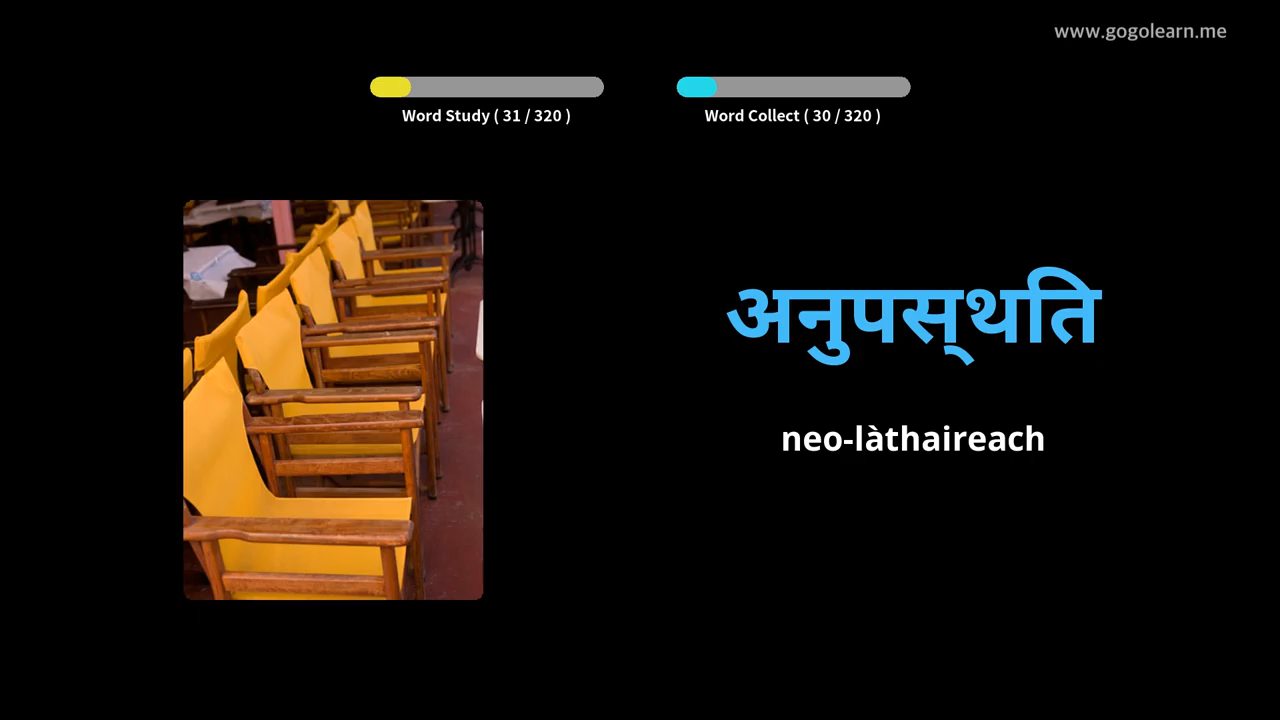 www.gogolearn.me
Word Study ( 31 / 320 )
Word Collect ( 30 / 320 )
अनुपस्‌थति
neo-làthaireach